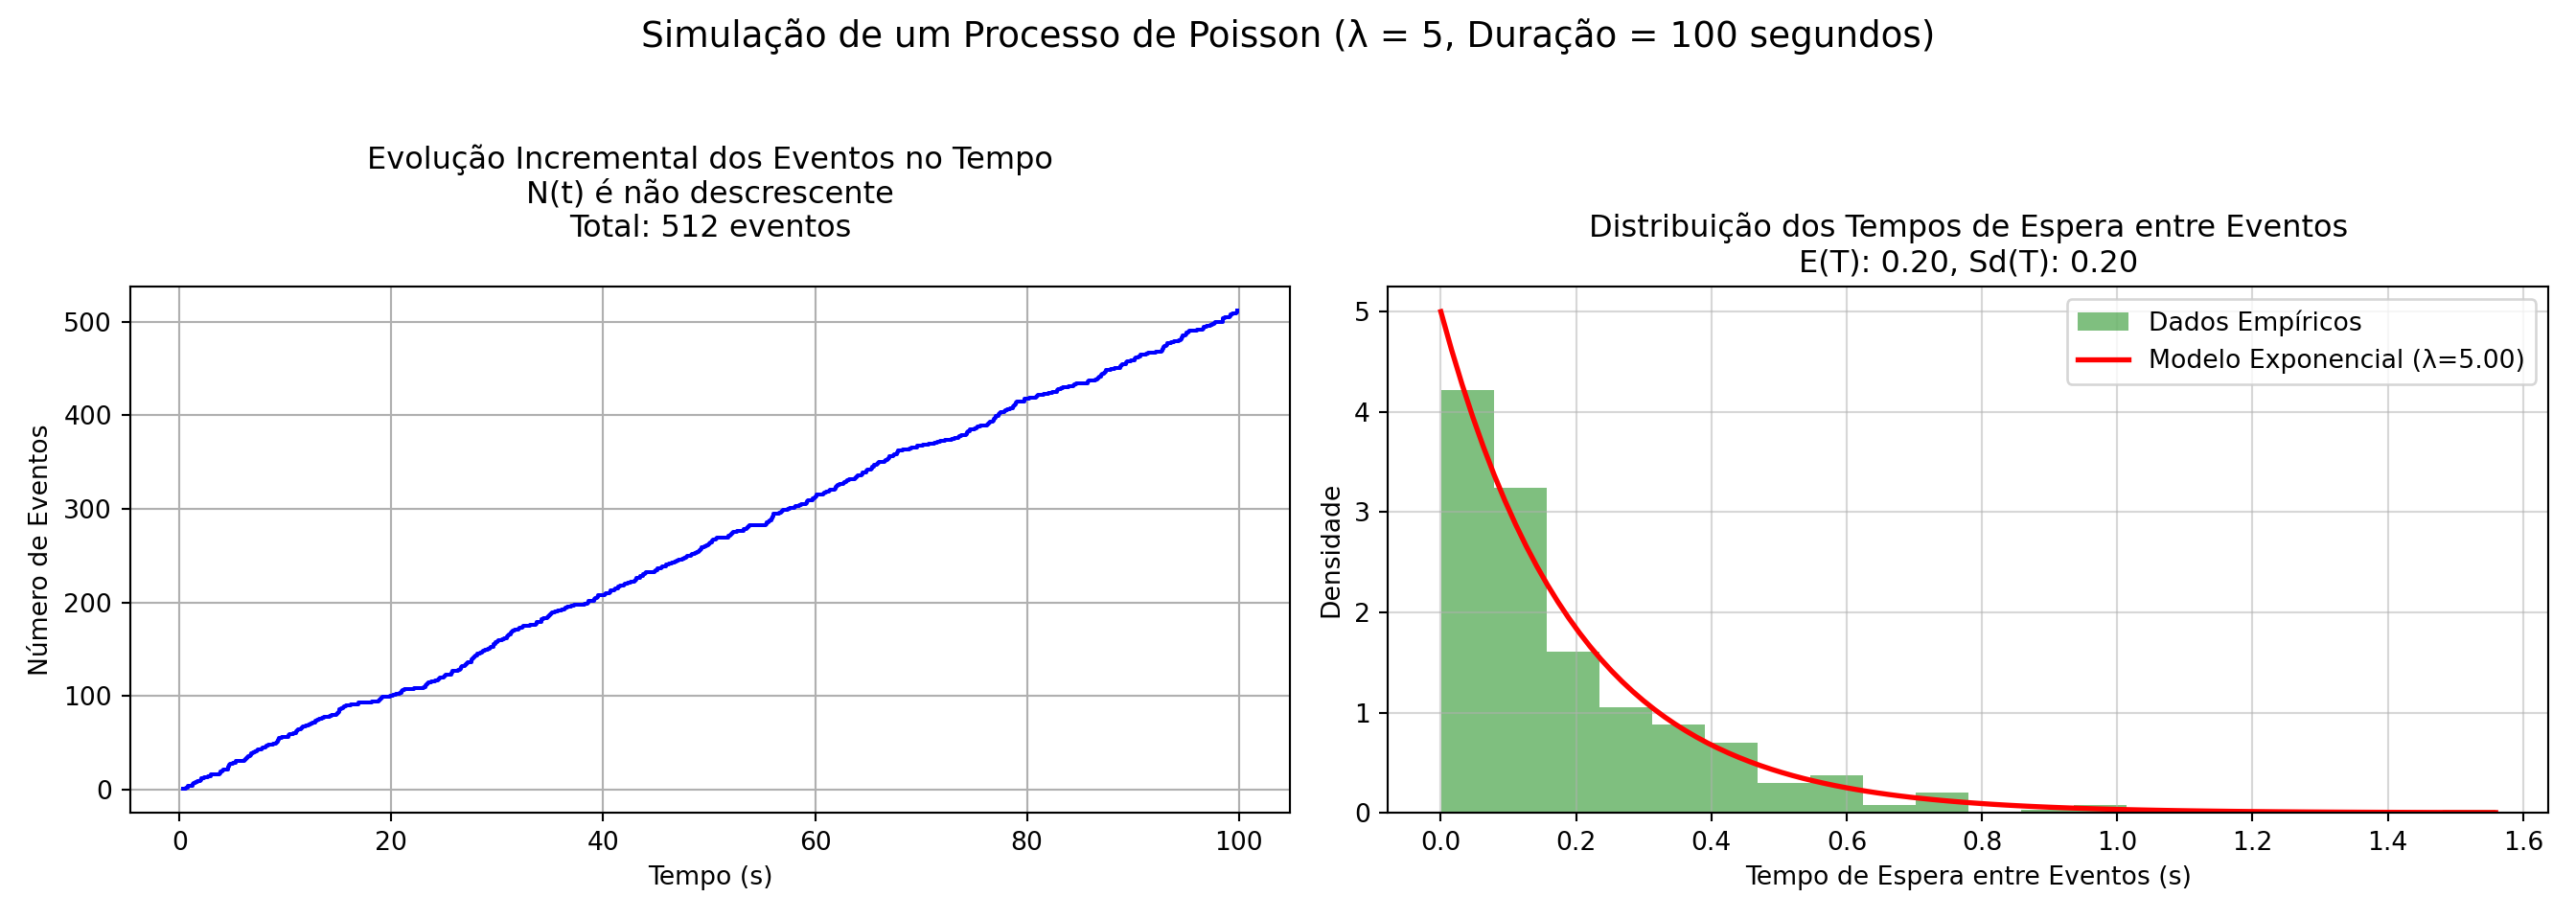 Simulação de um Processo de Poisson (λ = 5, Duração = 100 segundos)
Evolução Incremental dos Eventos no Tempo
N(t) é não descrescente
Total: 512 eventos
Número de Eventos
500
400
300
200
100
0
0 20 40 60 80 100
Tempo (s)
Distribuição dos Tempos de Espera entre Eventos
E(T): 0.20, Sd(T): 0.20
Dados Empíricos
Modelo Exponencial (λ=5.00)
Densidade
5
4
3
2
1
0
0.0 0.2 0.4 0.6 0.8 1.0 1.2 1.4 1.6
Tempo de Espera entre Eventos (s)